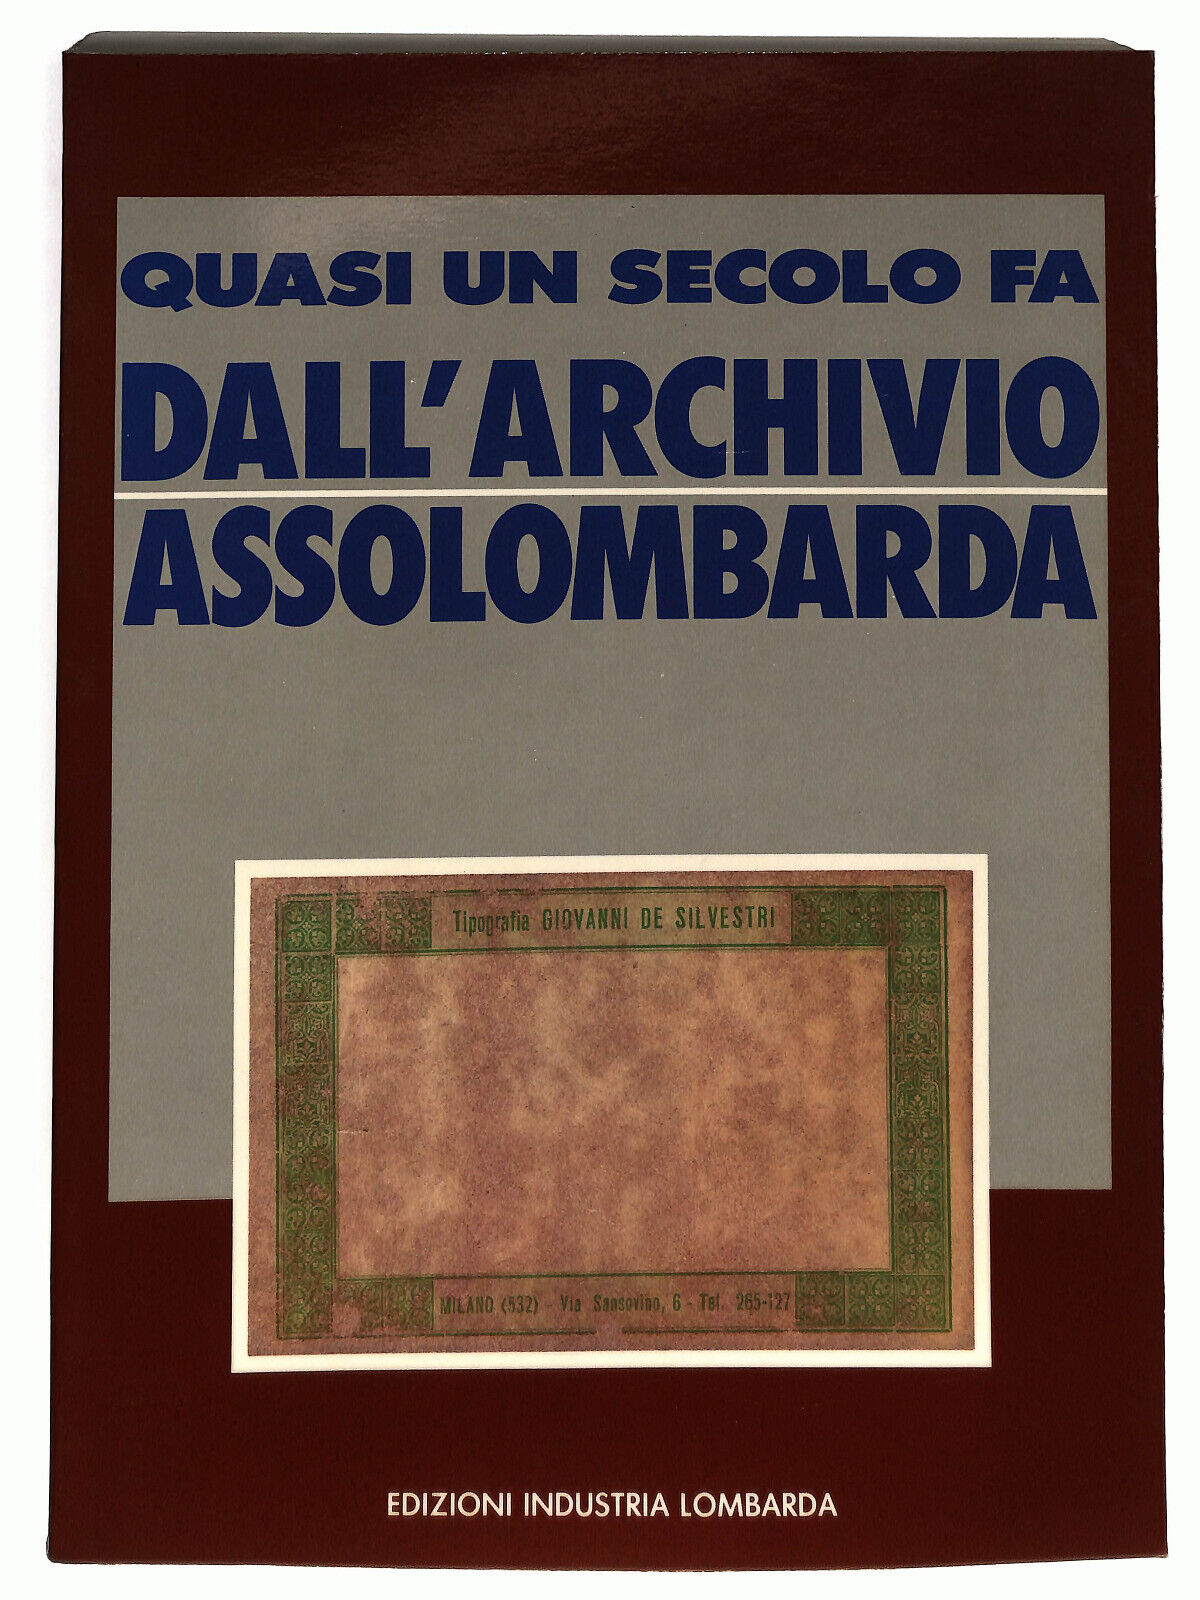 QUASI UN SECOLO FA
DALL'ARCHIVIO
ASSOLOMBARDA
Tipografia GIOVANNI DE SILVESTRI
MILANO (532) - Via Sansovino, 6 - Tel. 265-127
EDIZIONI INDUSTRIA LOMBARDA